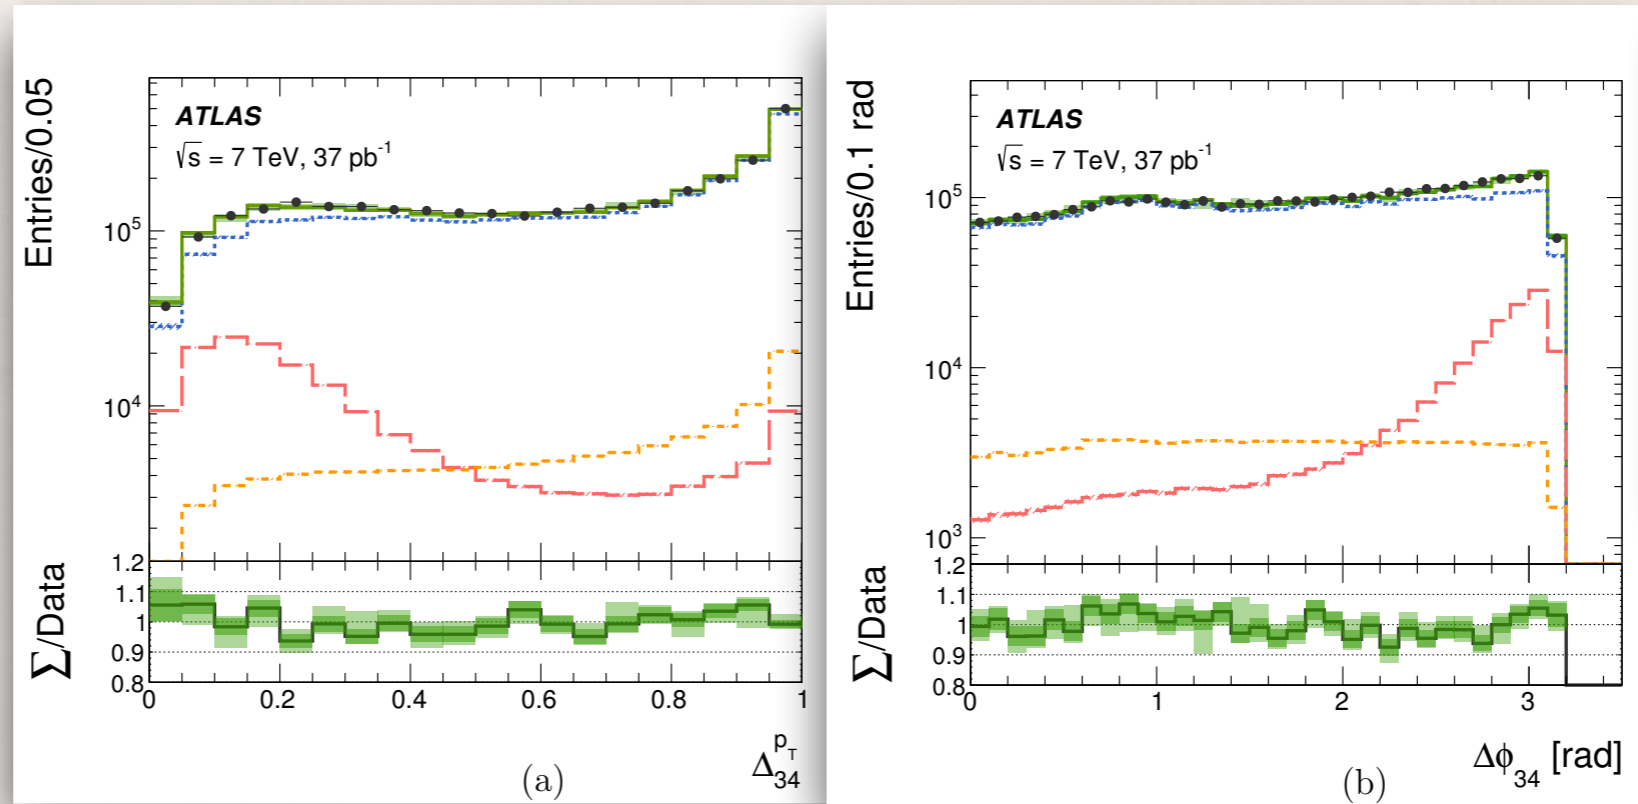 Entries/0.05
ATLAS
√s = 7 TeV, 37 pb⁻¹
10⁵
10⁴
Σ/Data
1.2
1.1
1
0.9
0.8
0 0.2 0.4 0.6 0.8 1
Δ₃₄^{p_T}
(a)
Entries/0.1 rad
ATLAS
√s = 7 TeV, 37 pb⁻¹
10⁵
10⁴
10³
Σ/Data
1.2
1.1
1
0.9
0.8
0 1 2 3
Δϕ₃₄ [rad]
(b)